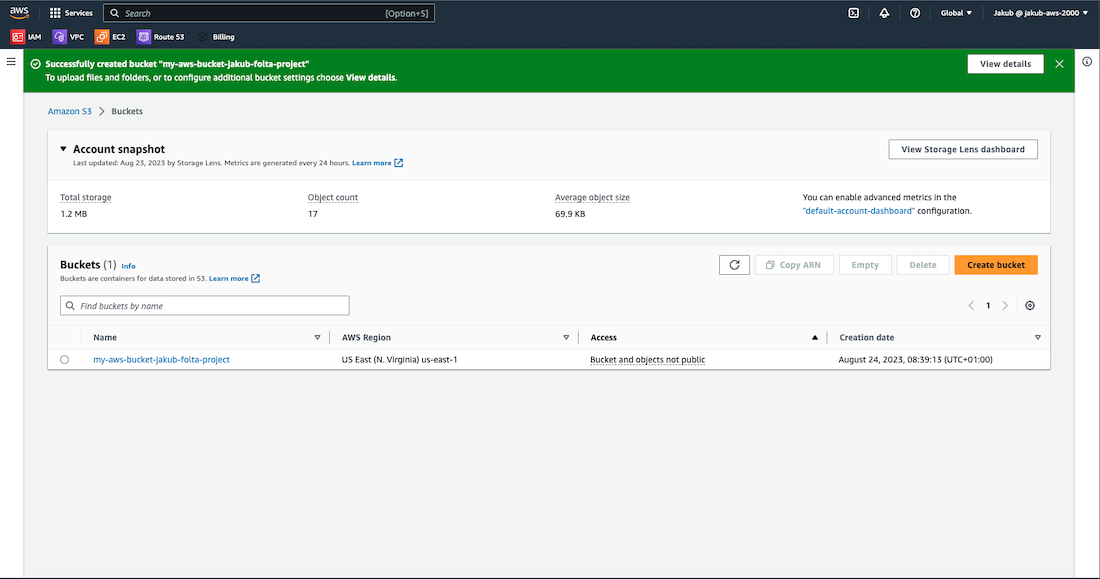 aws Services Search [Option+S] Global Jakub @ jakub-aws-2000
IAM VPC EC2 Route 53 Billing
Successfully created bucket "my-aws-bucket-jakub-folta-project"
To upload files and folders, or to configure additional bucket settings choose View details.
View details
Amazon S3 Buckets
Account snapshot
Last updated: Aug 23, 2023 by Storage Lens. Metrics are generated every 24 hours. Learn more
View Storage Lens dashboard
Total storage Object count Average object size You can enable advanced metrics in the
1.2 MB 17 69.9 KB "default-account-dashboard" configuration.
Buckets (1) Info
Buckets are containers for data stored in S3. Learn more
Copy ARN Empty Delete Create bucket
Find buckets by name 1
Name AWS Region Access Creation date
my-aws-bucket-jakub-folta-project US East (N. Virginia) us-east-1 Bucket and objects not public August 24, 2023, 08:39:13 (UTC+01:00)